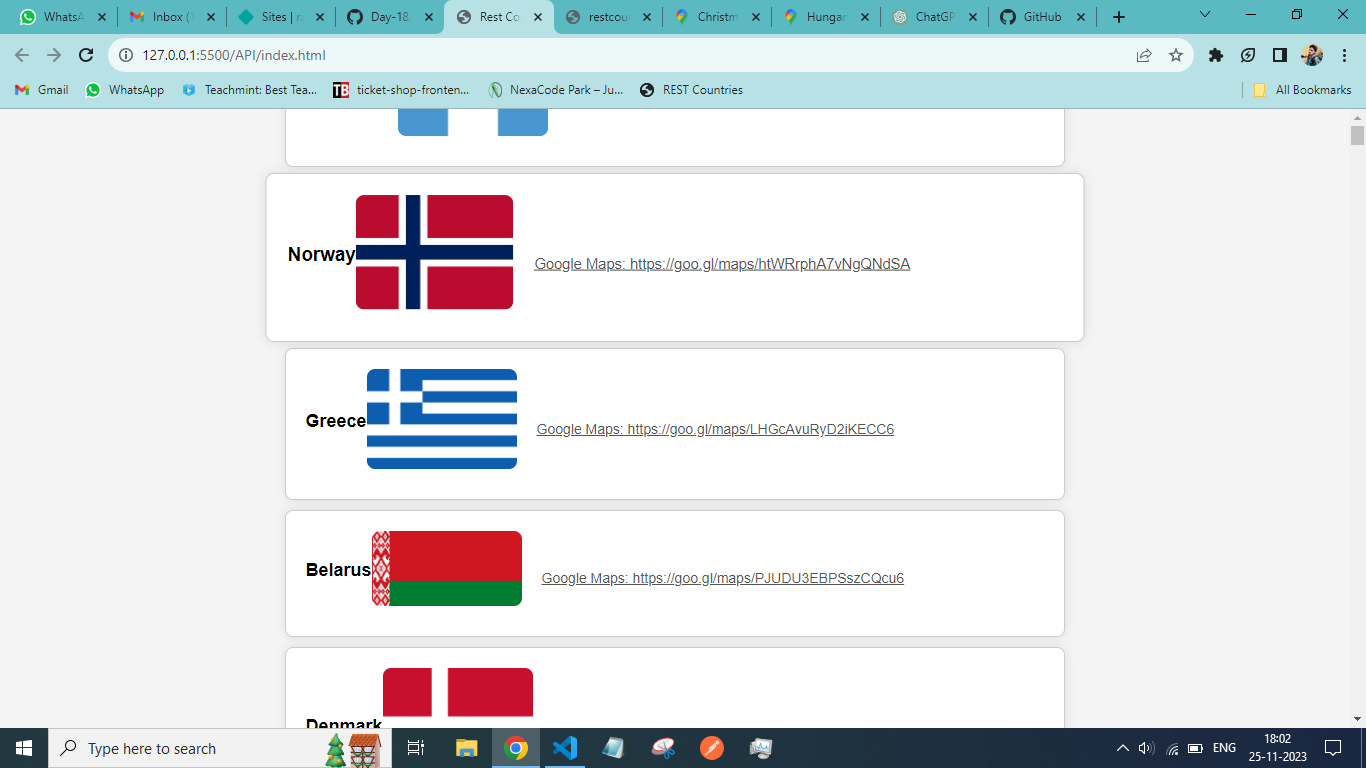 WhatsA
Inbox (1
Sites | ra
Day-18/
Rest Co
restcou
Christm
Hungar
ChatGP
GitHub
127.0.0.1:5500/API/index.html
Gmail
WhatsApp
Teachmint: Best Tea...
ticket-shop-fronten...
NexaCode Park – Ju...
REST Countries
All Bookmarks
Norway
Google Maps: https://goo.gl/maps/htWRrphA7vNgQNdSA
Greece
Google Maps: https://goo.gl/maps/LHGcAvuRyD2iKECC6
Belarus
Google Maps: https://goo.gl/maps/PJUDU3EBPSszCQcu6
Denmark
Type here to search
ENG
18:02
25-11-2023